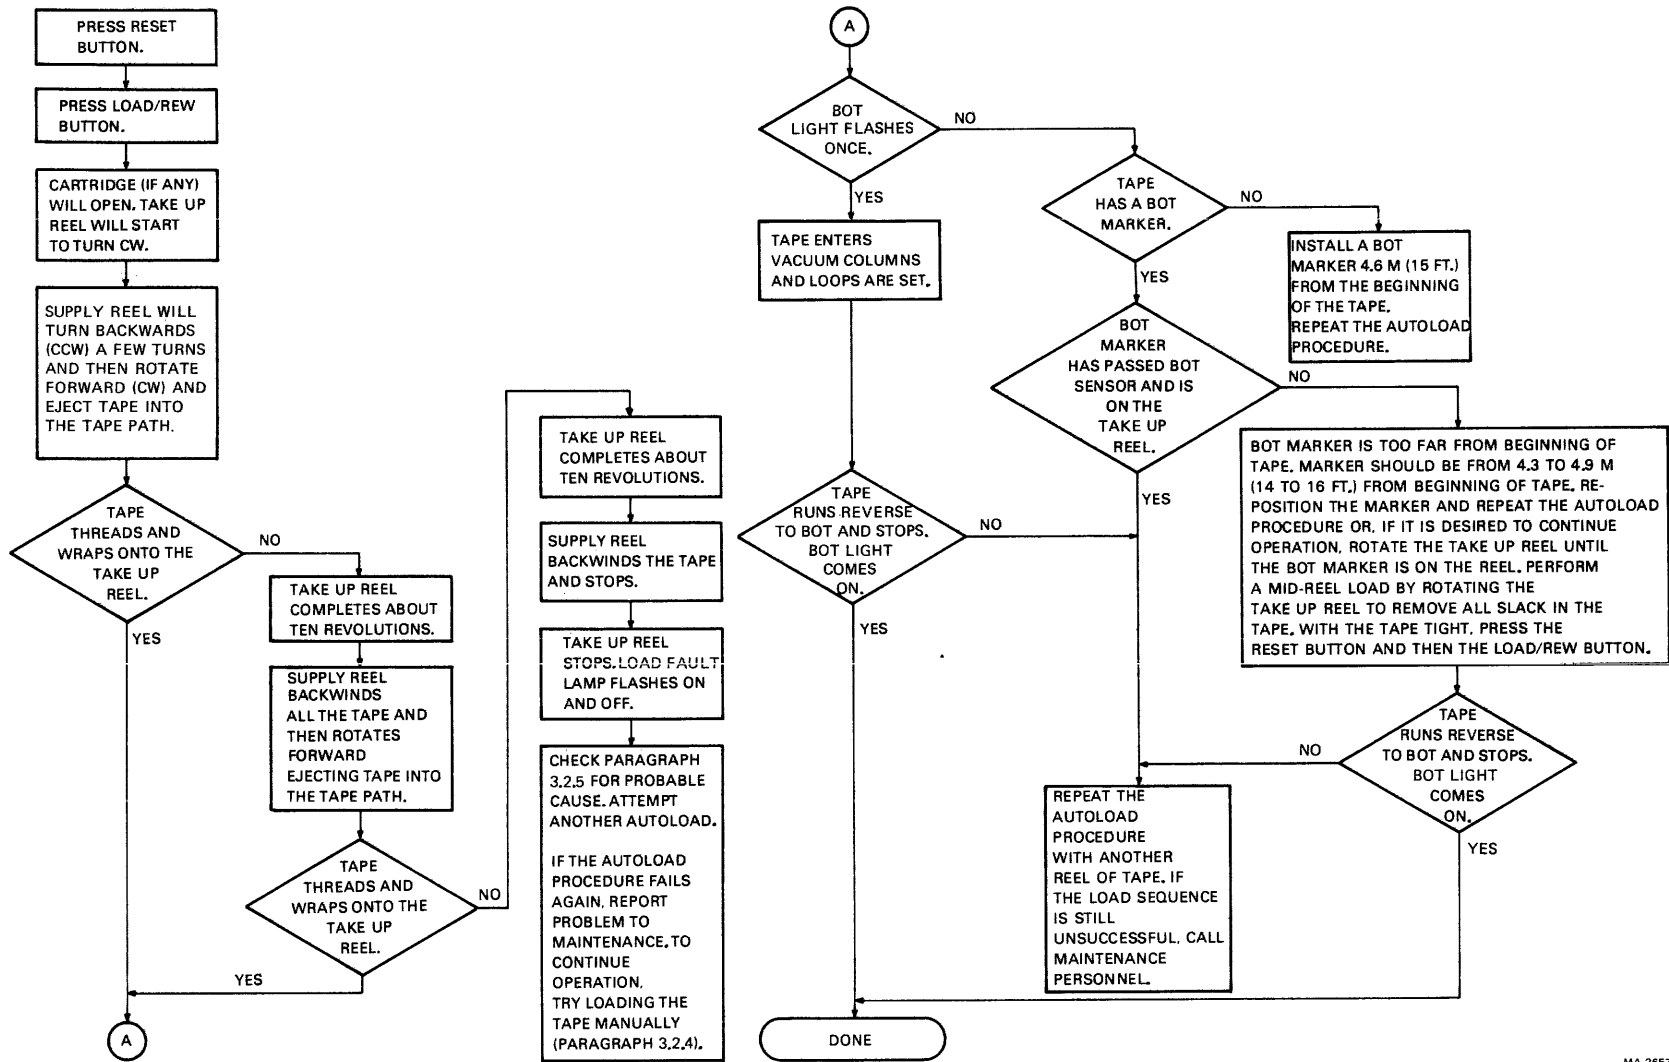 PRESS RESET
BUTTON.
PRESS LOAD/REW
BUTTON.
CARTRIDGE (IF ANY)
WILL OPEN. TAKE UP
REEL WILL START
TO TURN CW.
SUPPLY REEL WILL
TURN BACKWARDS
(CCW) A FEW TURNS
AND THEN ROTATE
FORWARD (CW) AND
EJECT TAPE INTO
THE TAPE PATH.
TAPE
THREADS AND
WRAPS ONTO THE
TAKE UP
REEL.
NO
YES
TAKE UP REEL
COMPLETES ABOUT
TEN REVOLUTIONS.
SUPPLY REEL
BACKWINDS
ALL THE TAPE AND
THEN ROTATES
FORWARD
EJECTING TAPE INTO
THE TAPE PATH.
TAPE
THREADS AND
WRAPS ONTO THE
TAKE UP
REEL.
NO
YES
A
TAKE UP REEL
COMPLETES ABOUT
TEN REVOLUTIONS.
SUPPLY REEL
BACKWINDS THE TAPE
AND STOPS.
TAKE UP REEL
STOPS. LOAD FAULT
LAMP FLASHES ON
AND OFF.
CHECK PARAGRAPH
3.2.5 FOR PROBABLE
CAUSE. ATTEMPT
ANOTHER AUTOLOAD.
IF THE AUTOLOAD
PROCEDURE FAILS
AGAIN, REPORT
PROBLEM TO
MAINTENANCE. TO
CONTINUE
OPERATION,
TRY LOADING THE
TAPE MANUALLY
(PARAGRAPH 3.2.4).
A
BOT
LIGHT FLASHES
ONCE.
NO
YES
TAPE ENTERS
VACUUM COLUMNS
AND LOOPS ARE SET.
TAPE
RUNS REVERSE
TO BOT AND STOPS.
BOT LIGHT
COMES
ON.
NO
YES
TAPE
HAS A BOT
MARKER.
NO
YES
INSTALL A BOT
MARKER 4.6 M (15 FT.)
FROM THE BEGINNING
OF THE TAPE.
REPEAT THE AUTOLOAD
PROCEDURE.
BOT
MARKER
HAS PASSED BOT
SENSOR AND IS
ON THE
TAKE UP
REEL.
NO
YES
BOT MARKER IS TOO FAR FROM BEGINNING OF
TAPE. MARKER SHOULD BE FROM 4.3 TO 4.9 M
(14 TO 16 FT.) FROM BEGINNING OF TAPE. RE-
POSITION THE MARKER AND REPEAT THE AUTOLOAD
PROCEDURE OR, IF IT IS DESIRED TO CONTINUE
OPERATION, ROTATE THE TAKE UP REEL UNTIL
THE BOT MARKER IS ON THE REEL. PERFORM
A MID-REEL LOAD BY ROTATING THE
TAKE UP REEL TO REMOVE ALL SLACK IN THE
TAPE. WITH THE TAPE TIGHT, PRESS THE
RESET BUTTON AND THEN THE LOAD/REW BUTTON.
TAPE
RUNS REVERSE
TO BOT AND STOPS.
BOT LIGHT
COMES
ON.
NO
YES
REPEAT THE
AUTOLOAD
PROCEDURE
WITH ANOTHER
REEL OF TAPE. IF
THE LOAD SEQUENCE
IS STILL
UNSUCCESSFUL, CALL
MAINTENANCE
PERSONNEL.
DONE